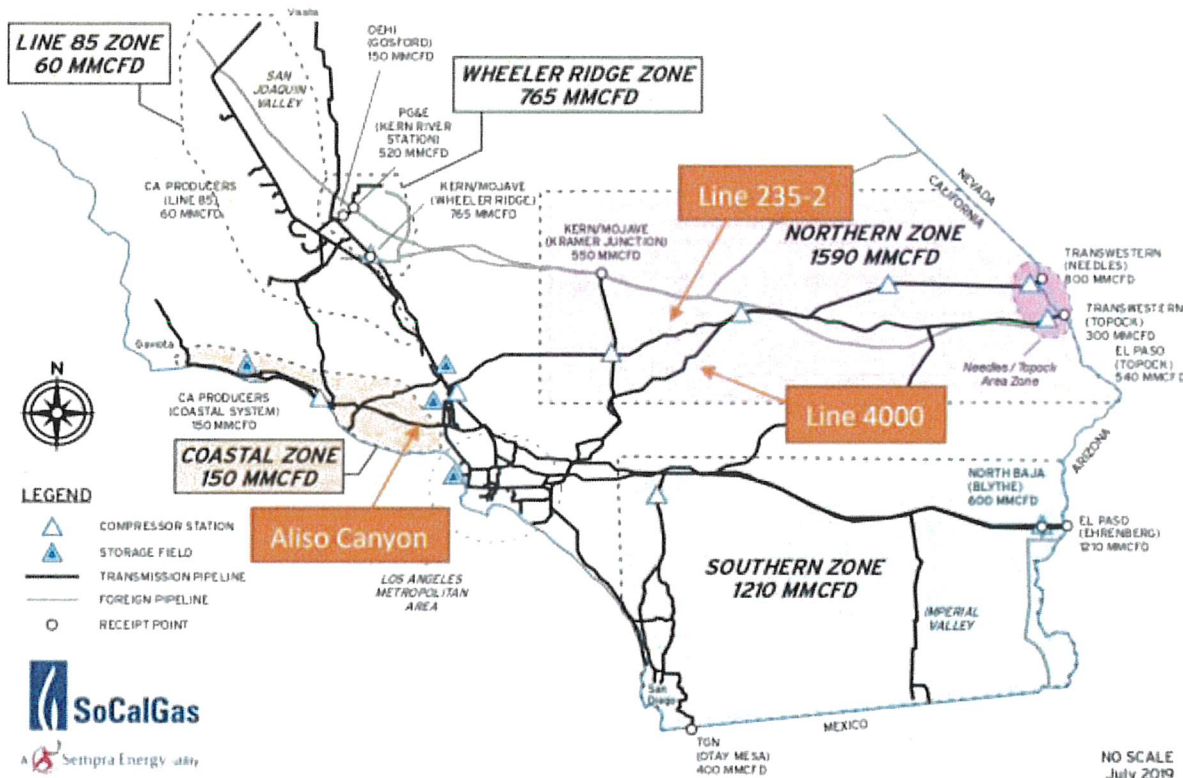 Visalia
LINE 85 ZONE
60 MMCFD
SAN
JOAQUIN
VALLEY
OEHI
(GOSFORD)
150 MMCFD
WHEELER RIDGE ZONE
765 MMCFD
PG&E
(KERN RIVER
STATION)
520 MMCFD
CA PRODUCERS
(LINE 85)
60 MMCFD
KERN/MOJAVE
(WHEELER RIDGE)
765 MMCFD
Line 235-2
NEVADA
CALIFORNIA
KERN/MOJAVE
(KRAMER JUNCTION)
550 MMCFD
NORTHERN ZONE
1590 MMCFD
TRANSWESTERN
(NEEDLES)
800 MMCFD
TRANSWESTERN
(TOPOCK)
300 MMCFD
EL PASO
(TOPOCK)
540 MMCFD
Needles / Topock
Area Zone
Gaviota
N
CA PRODUCERS
(COASTAL SYSTEM)
150 MMCFD
Line 4000
COASTAL ZONE
150 MMCFD
ARIZONA
NORTH BAJA
(BLYTHE)
600 MMCFD
LEGEND
COMPRESSOR STATION
STORAGE FIELD
TRANSMISSION PIPELINE
FOREIGN PIPELINE
RECEIPT POINT
Aliso Canyon
LOS ANGELES
METROPOLITAN
AREA
EL PASO
(EHRENBERG)
1210 MMCFD
SOUTHERN ZONE
1210 MMCFD
IMPERIAL
VALLEY
San
Diego
MEXICO
TGN
(OTAY MESA)
400 MMCFD
SoCalGas
A Sempra Energy utility
NO SCALE
July 2019